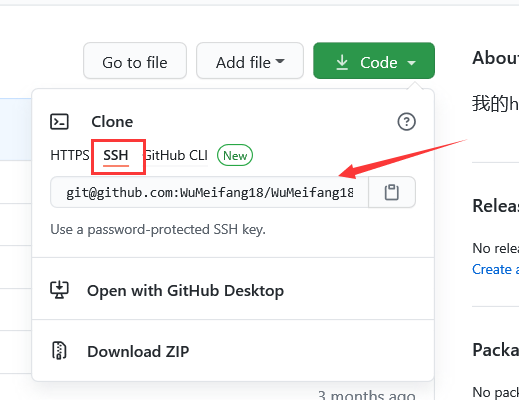 Go to file Add file Code
About
Clone
我的h
HTTPS SSH GitHub CLI New
git@github.com:WuMeifang18/WuMeifang18
Use a password-protected SSH key.
Releas
No relea
Create a
Open with GitHub Desktop
Download ZIP
Packa
No pack
3 months ago